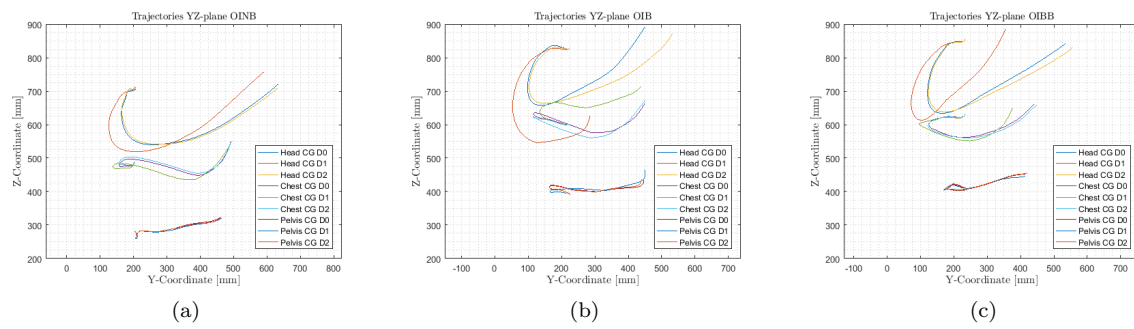 Trajectories YZ-plane OINB
900
800
700
600
500
400
300
200
Z-Coordinate [mm]
0
100
200
300
400
500
600
700
800
Y-Coordinate [mm]
Head CG D0
Head CG D1
Head CG D2
Chest CG D0
Chest CG D1
Chest CG D2
Pelvis CG D0
Pelvis CG D1
Pelvis CG D2
(a)
Trajectories YZ-plane OIB
900
800
700
600
500
400
300
200
Z-Coordinate [mm]
-100
0
100
200
300
400
500
600
700
Y-Coordinate [mm]
Head CG D0
Head CG D1
Head CG D2
Chest CG D0
Chest CG D1
Chest CG D2
Pelvis CG D0
Pelvis CG D1
Pelvis CG D2
(b)
Trajectories YZ-plane OIBB
900
800
700
600
500
400
300
200
Z-Coordinate [mm]
-100
0
100
200
300
400
500
600
700
Y-Coordinate [mm]
Head CG D0
Head CG D1
Head CG D2
Chest CG D0
Chest CG D1
Chest CG D2
Pelvis CG D0
Pelvis CG D1
Pelvis CG D2
(c)